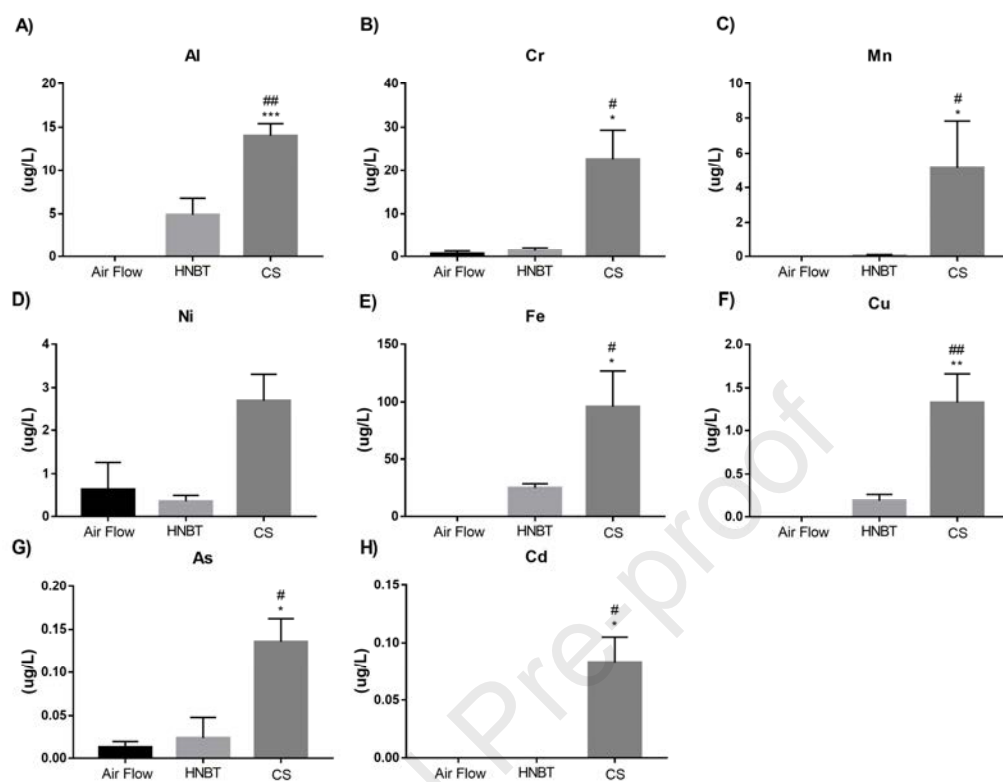 A)
Al
(ug/L)
20
15
10
5
0
##
***
Air Flow HNBT CS
B)
Cr
(ug/L)
40
30
20
10
0
#
*
Air Flow HNBT CS
C)
Mn
(ug/L)
10
8
6
4
2
0
#
*
Air Flow HNBT CS
D)
Ni
(ug/L)
4
3
2
1
0
Air Flow HNBT CS
E)
Fe
(ug/L)
150
100
50
0
#
*
Air Flow HNBT CS
F)
Cu
(ug/L)
2.0
1.5
1.0
0.5
0.0
##
**
Air Flow HNBT CS
G)
As
(ug/L)
0.20
0.15
0.10
0.05
0.00
#
*
Air Flow HNBT CS
H)
Cd
(ug/L)
0.15
0.10
0.05
0.00
#
*
Air Flow HNBT CS
Pre-proof